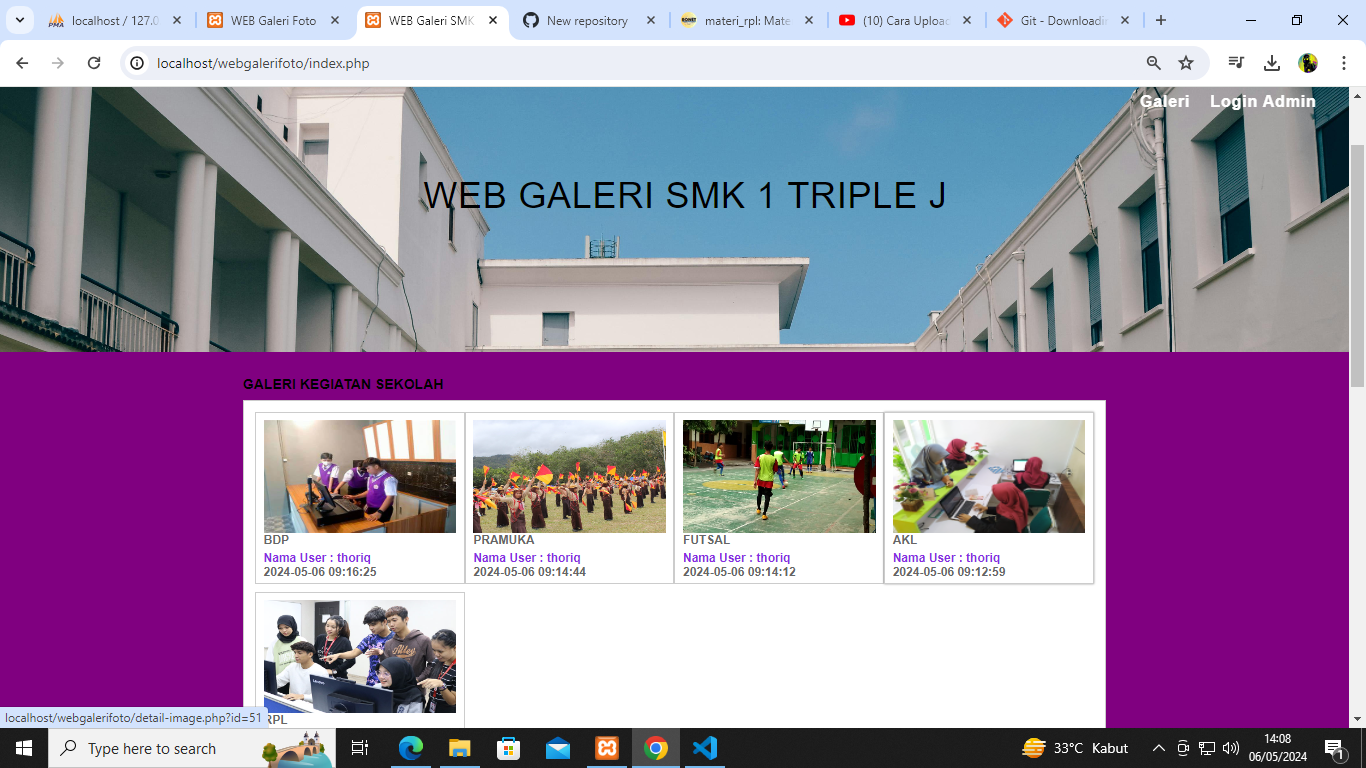 localhost / 127.0
WEB Galeri Foto
WEB Galeri SMK
New repository
materi_rpl: Mate
(10) Cara Upload
Git - Downloadin
localhost/webgalerifoto/index.php
Galeri
Login Admin
WEB GALERI SMK 1 TRIPLE J
GALERI KEGIATAN SEKOLAH
BDP
Nama User : thoriq
2024-05-06 09:16:25
PRAMUKA
Nama User : thoriq
2024-05-06 09:14:44
FUTSAL
Nama User : thoriq
2024-05-06 09:14:12
AKL
Nama User : thoriq
2024-05-06 09:12:59
RPL
localhost/webgalerifoto/detail-image.php?id=51
Type here to search
33°C Kabut
14:08
06/05/2024
1